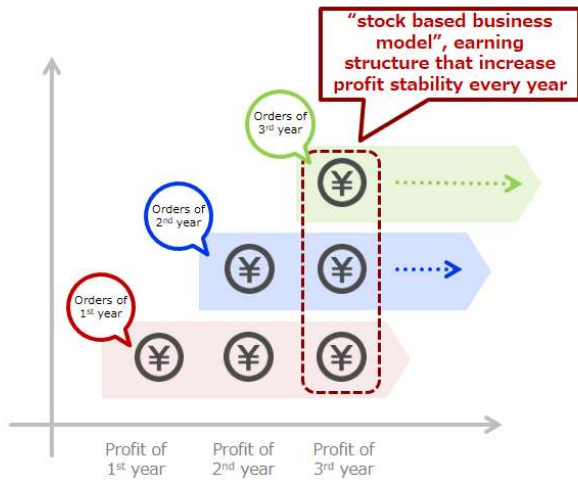 “stock based business
model”, earning
structure that increase
profit stability every year
Orders of
3rd year
Orders of
2nd year
Orders of
1st year
¥
¥ ¥
¥ ¥ ¥
Profit of
1st year
Profit of
2nd year
Profit of
3rd year